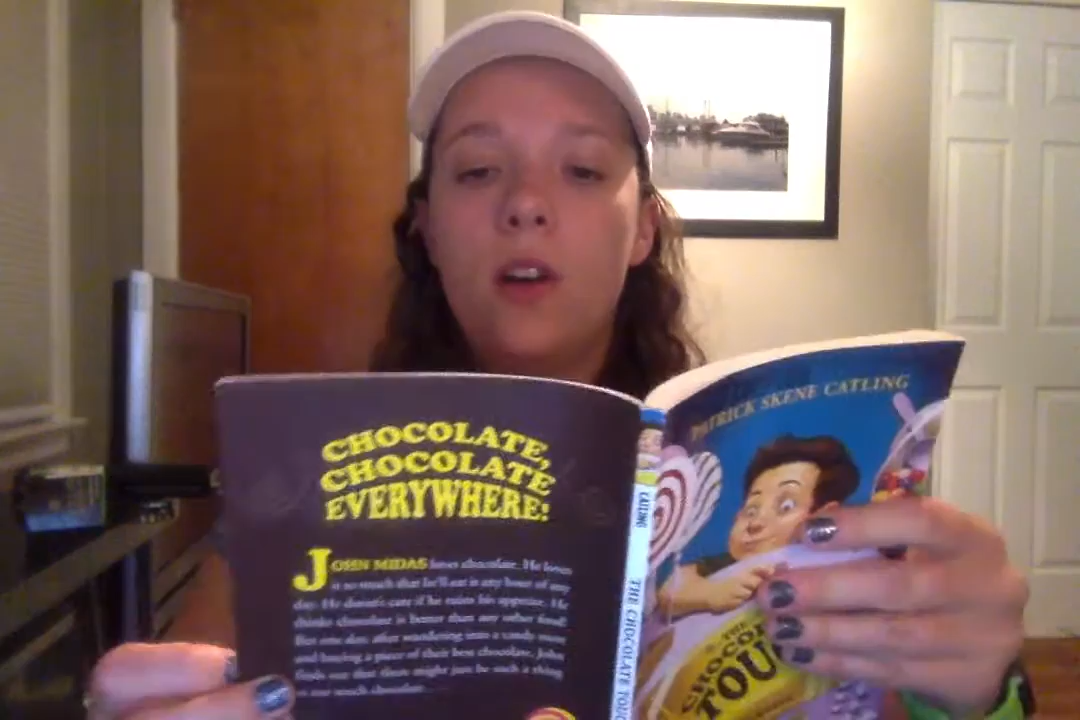 CHOCOLATE,
CHOCOLATE
EVERYWHERE!
JOHN MIDAS loves chocolate. He loves
it so much that he'll eat it any hour of any
day. He doesn't care if he ruins his appetite. He
thinks chocolate is better than any other food!
But one day, after wandering into a candy store
and buying a piece of their best chocolate, John
finds out that there might just be such a thing
as too much chocolate...
CATLING
THE CHOCOLATE TOUC
PATRICK SKENE CATLING
THE
CHOCO
TOU